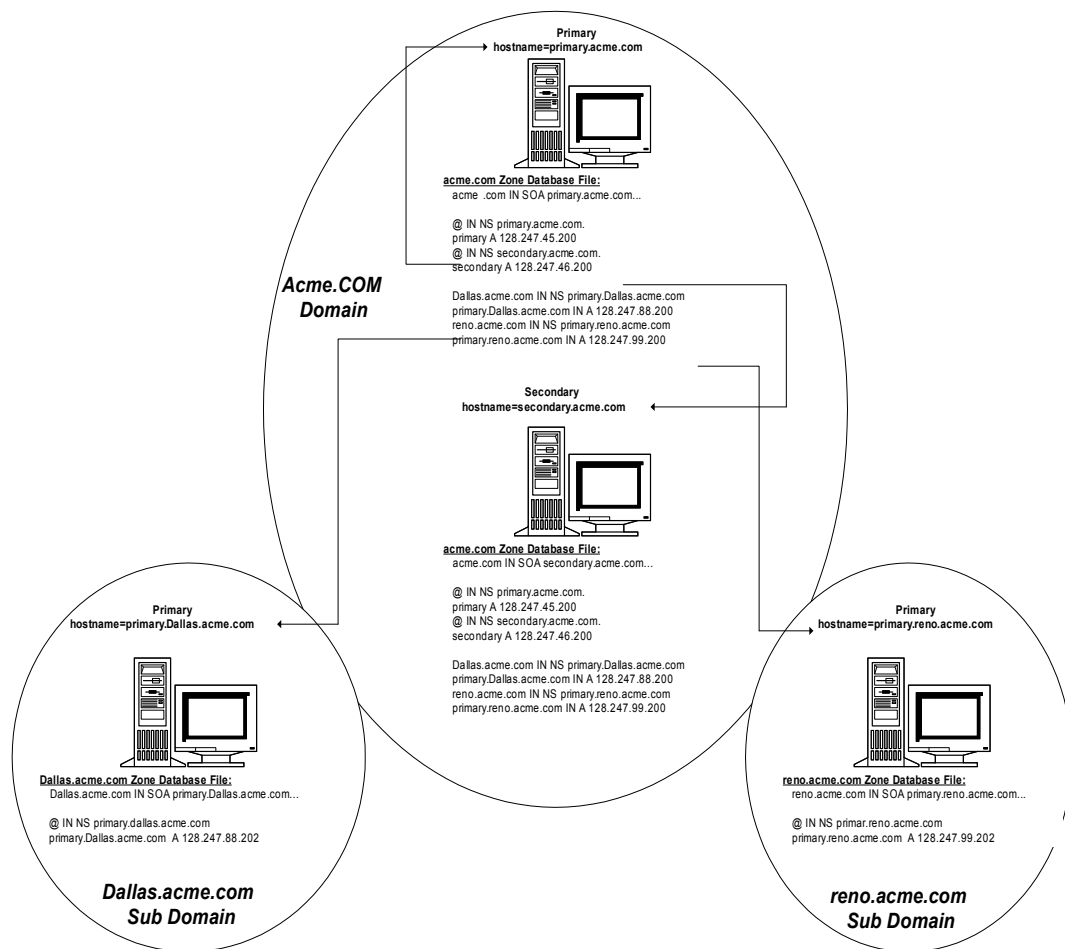 Primary
hostname=primary.acme.com
acme.com Zone Database File:
acme .com IN SOA primary.acme.com...
@ IN NS primary.acme.com.
primary A 128.247.45.200
@ IN NS secondary.acme.com.
secondary A 128.247.46.200
Acme.COM
Domain
Dallas.acme.com IN NS primary.Dallas.acme.com
primary.Dallas.acme.com IN A 128.247.88.200
reno.acme.com IN NS primary.reno.acme.com
primary.reno.acme.com IN A 128.247.99.200
Secondary
hostname=secondary.acme.com
acme.com Zone Database File:
acme.com IN SOA secondary.acme.com...
@ IN NS primary.acme.com.
primary A 128.247.45.200
@ IN NS secondary.acme.com.
secondary A 128.247.46.200
Dallas.acme.com IN NS primary.Dallas.acme.com
primary.Dallas.acme.com IN A 128.247.88.200
reno.acme.com IN NS primary.reno.acme.com
primary.reno.acme.com IN A 128.247.99.200
Primary
hostname=primary.Dallas.acme.com
Dallas.acme.com Zone Database File:
Dallas.acme.com IN SOA primary.Dallas.acme.com...
@ IN NS primary.dallas.acme.com
primary.Dallas.acme.com A 128.247.88.202
Dallas.acme.com
Sub Domain
Primary
hostname=primary.reno.acme.com
reno.acme.com Zone Database File:
reno.acme.com IN SOA primary.reno.acme.com...
@ IN NS primar.reno.acme.com
primary.reno.acme.com A 128.247.99.202
reno.acme.com
Sub Domain